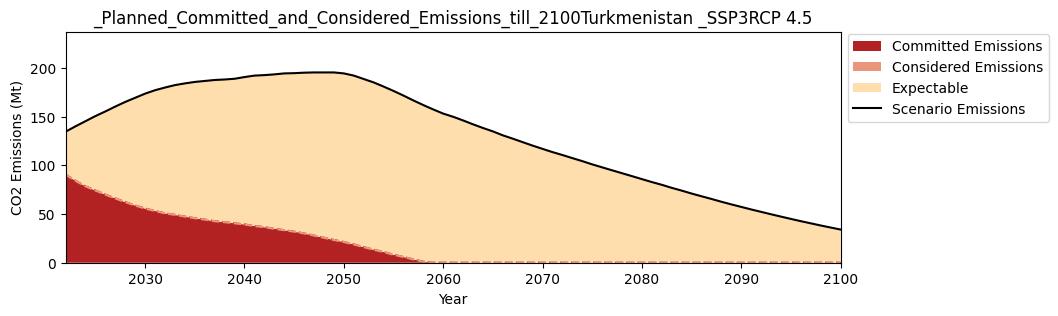 _Planned_Committed_and_Considered_Emissions_till_2100Turkmenistan _SSP3RCP 4.5
Committed Emissions
Considered Emissions
Expectable
Scenario Emissions
CO2 Emissions (Mt)
200
150
100
50
0
2030 2040 2050 2060 2070 2080 2090 2100
Year